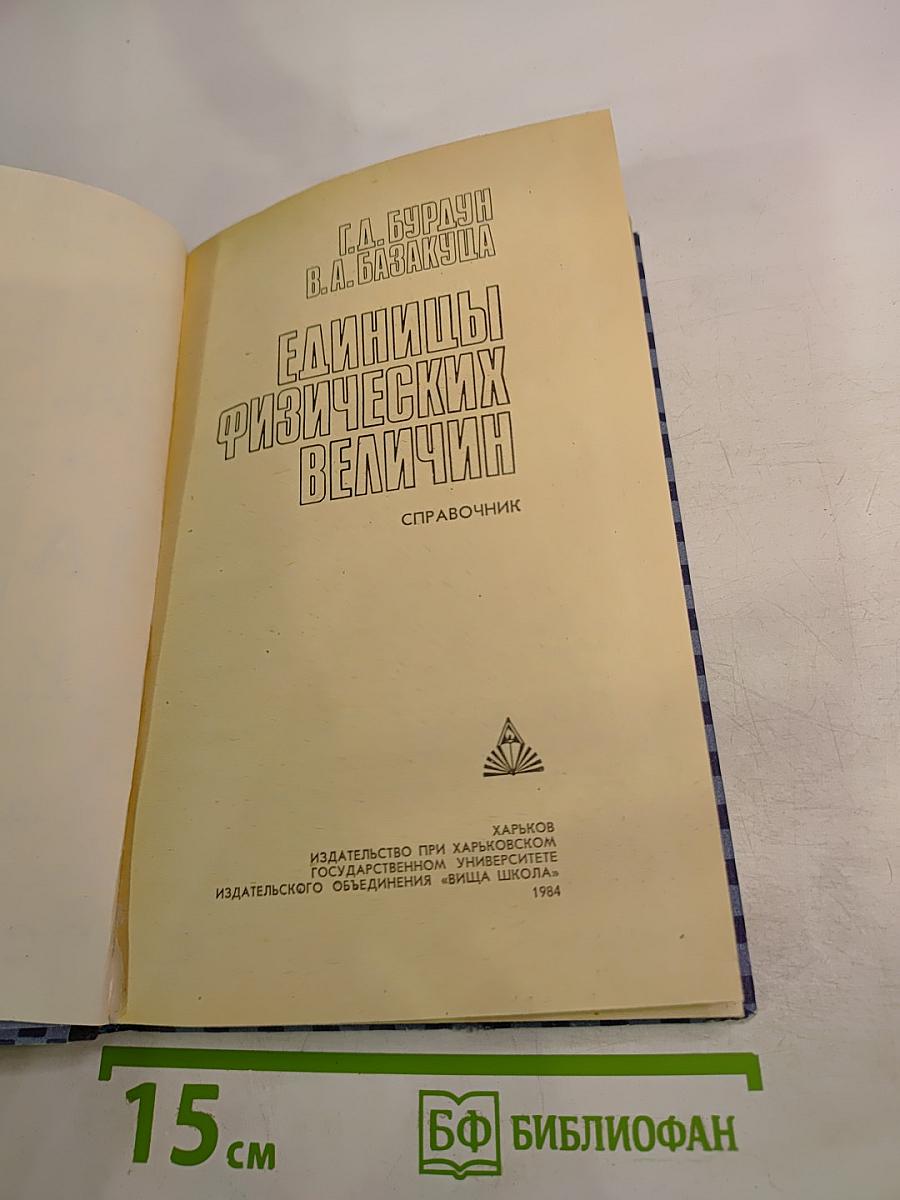 Г.Д. БУРДУН
В.А. БАЗАКУЦА
ЕДИНИЦЫ
ФИЗИЧЕСКИХ
ВЕЛИЧИН
СПРАВОЧНИК
ХАРЬКОВ
ИЗДАТЕЛЬСТВО ПРИ ХАРЬКОВСКОМ
ГОСУДАРСТВЕННОМ УНИВЕРСИТЕТЕ
ИЗДАТЕЛЬСКОГО ОБЪЕДИНЕНИЯ «ВИЩА ШКОЛА»
1984
15 см
БФ БИБЛИОФАН